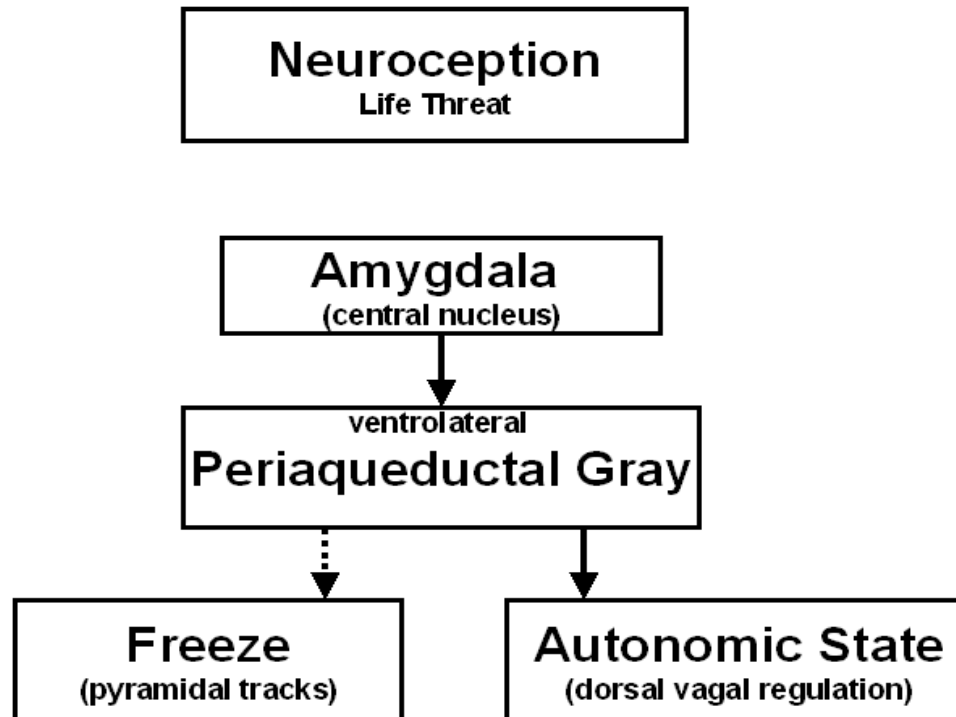 Neuroception
Life Threat
Amygdala
(central nucleus)
ventrolateral
Periaqueductal Gray
Freeze
(pyramidal tracks)
Autonomic State
(dorsal vagal regulation)